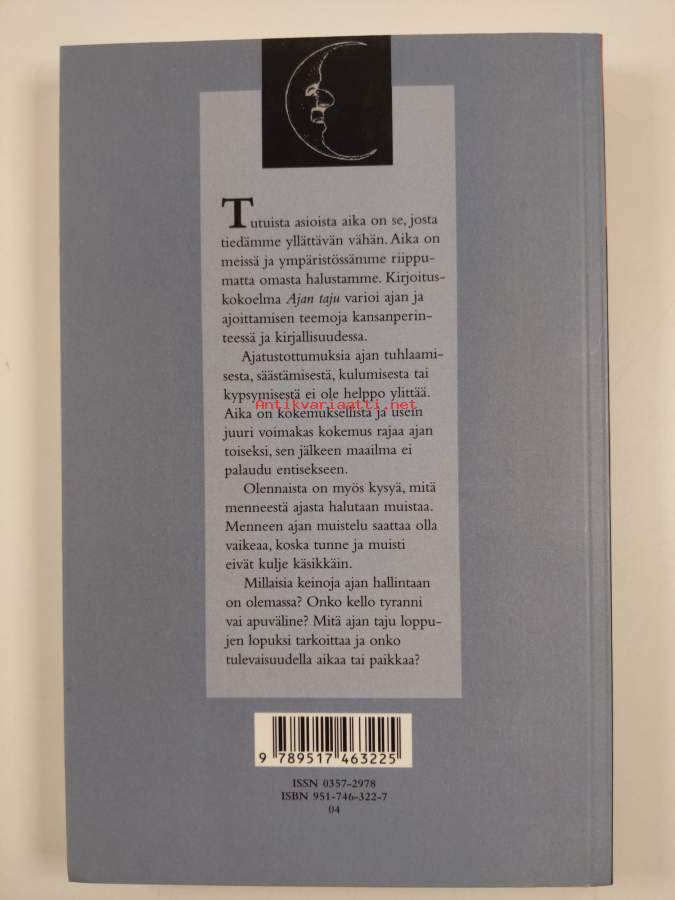 Tutuista asioista aika on se, josta
tiedämme yllättävän vähän. Aika on
meissä ja ympäristössämme riippu-
matta omasta halustamme. Kirjoitus-
kokoelma Ajan taju varioi ajan ja
ajoittamisen teemoja kansanperin-
teessä ja kirjallisuudessa.
Ajatustottumuksia ajan tuhlaami-
sesta, säästämisestä, kulumisesta tai
kypsymisestä ei ole helppo ylittää.
Antikvariaatti.net
Aika on kokemuksellista ja usein
juuri voimakas kokemus rajaa ajan
toiseksi, sen jälkeen maailma ei
palaudu entisekseen.
Olennaista on myös kysyä, mitä
menneestä ajasta halutaan muistaa.
Menneen ajan muistelu saattaa olla
vaikeaa, koska tunne ja muisti
eivät kulje käsikkäin.
Millaisia keinoja ajan hallintaan
on olemassa? Onko kello tyranni
vai apuväline? Mitä ajan taju loppu-
jen lopuksi tarkoittaa ja onko
tulevaisuudella aikaa tai paikkaa?
9 789517 463225
ISSN 0357-2978
ISBN 951-746-322-7
04